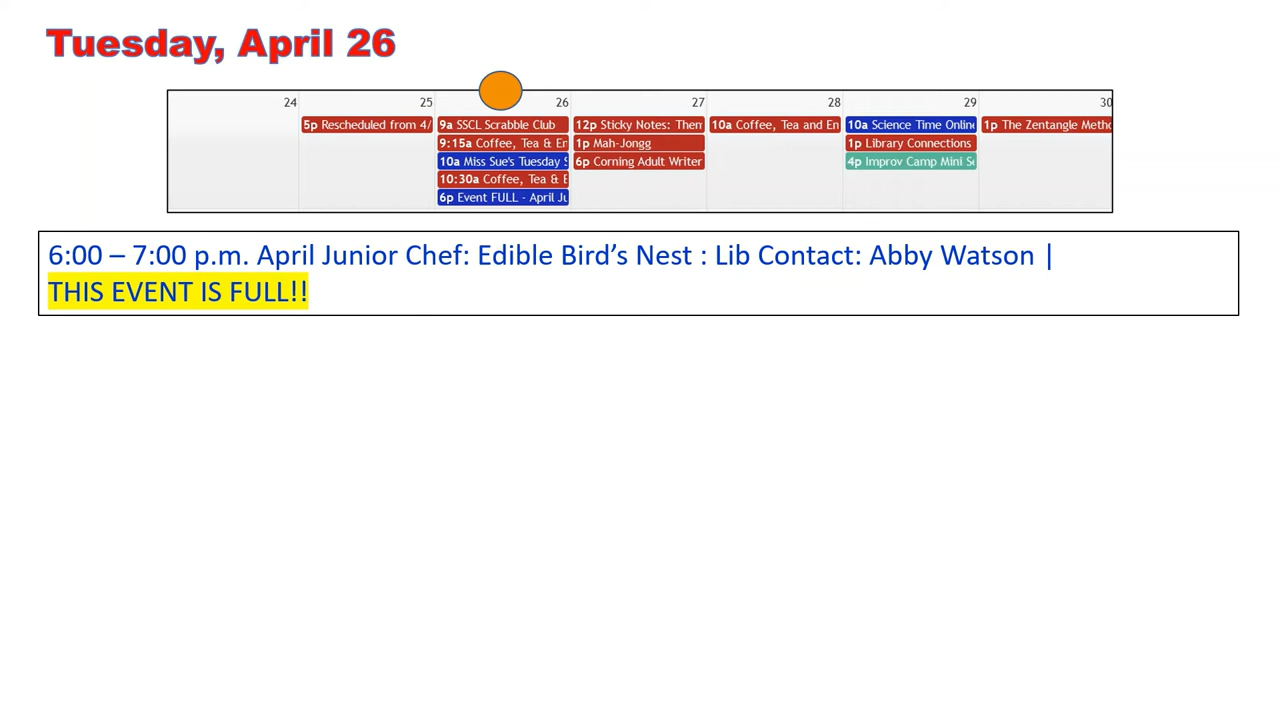 Tuesday, April 26
24 25 26 27 28 29 30
5p Rescheduled from 4/ 9a SSCL Scrabble Club 12p Sticky Notes: Them 10a Coffee, Tea and En 10a Science Time Online 1p The Zentangle Metho
9:15a Coffee, Tea & En 1p Mah-Jongg 1p Library Connections
10a Miss Sue's Tuesday S 6p Corning Adult Writer 4p Improv Camp Mini Se
10:30a Coffee, Tea & E
6p Event FULL - April Ju
6:00 – 7:00 p.m. April Junior Chef: Edible Bird’s Nest : Lib Contact: Abby Watson |
THIS EVENT IS FULL!!